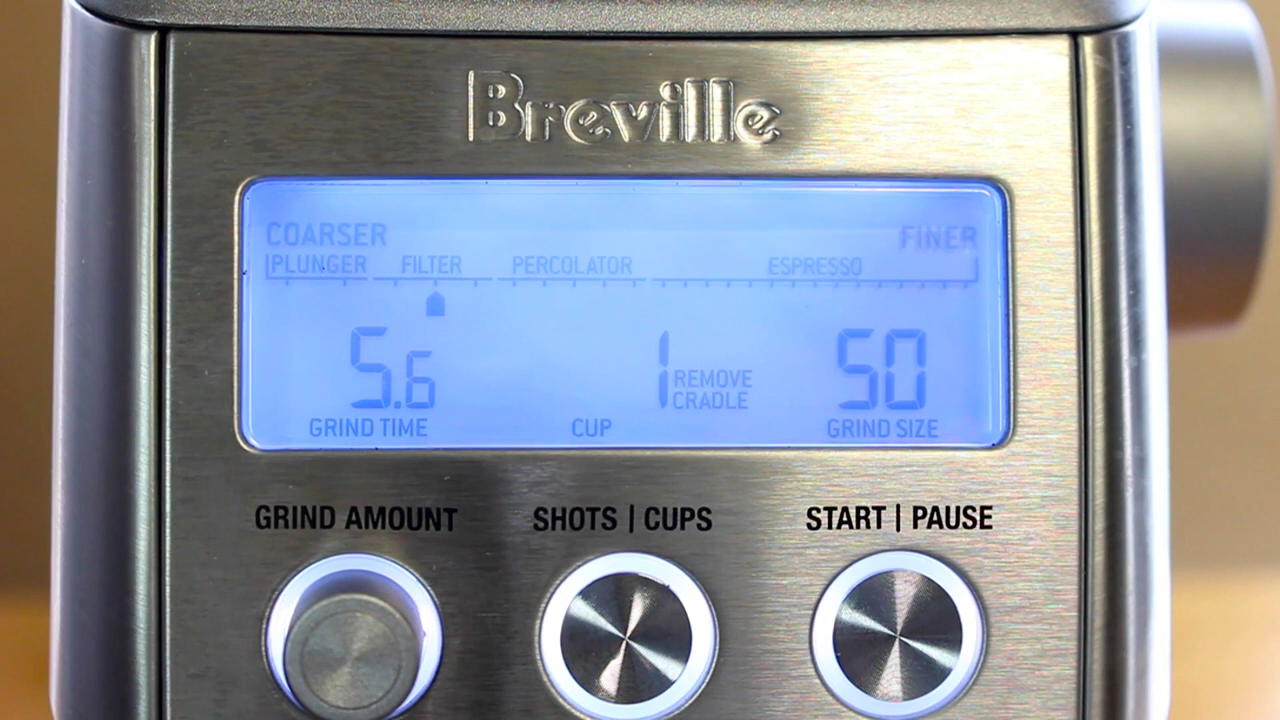 Breville
COARSER FINER
PLUNGER FILTER PERCOLATOR ESPRESSO
5.6 1 REMOVE CRADLE 50
GRIND TIME CUP GRIND SIZE
GRIND AMOUNT SHOTS | CUPS START | PAUSE